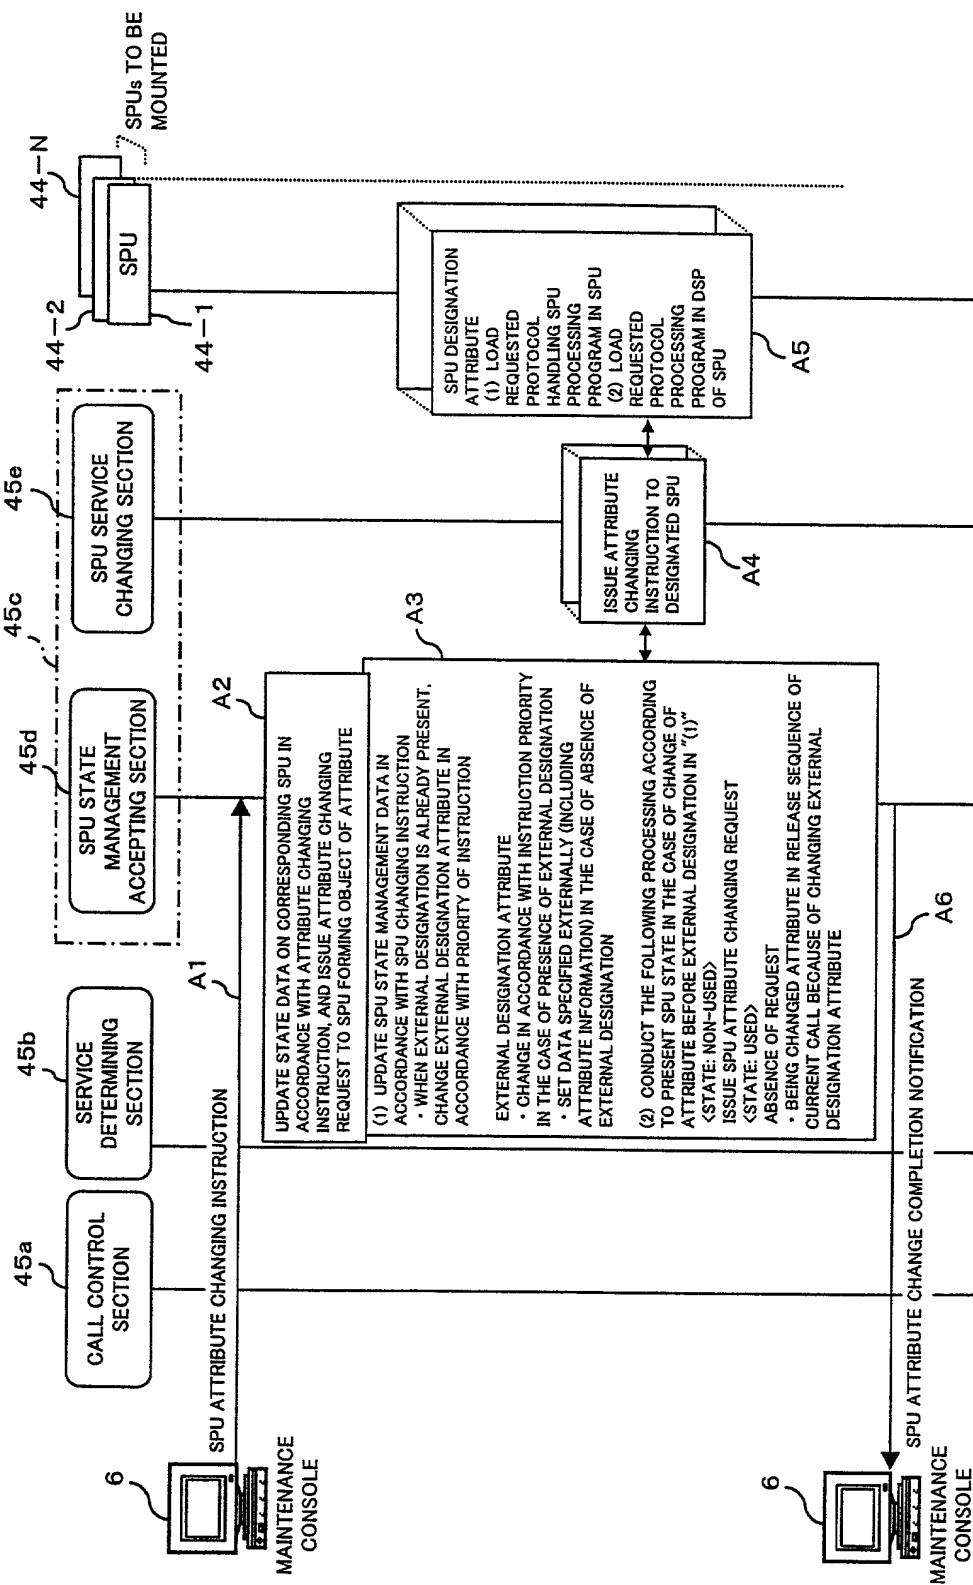 6
MAINTENANCE
CONSOLE
45a
CALL CONTROL
SECTION
45b
SERVICE
DETERMINING
SECTION
45c
45d
SPU STATE
MANAGEMENT
ACCEPTING SECTION
45e
SPU SERVICE
CHANGING SECTION
44-2
44-N
44-1
SPU
SPUs TO BE
MOUNTED
SPU ATTRIBUTE CHANGING INSTRUCTION
A1
A2
UPDATE STATE DATA ON CORRESPONDING SPU IN
ACCORDANCE WITH ATTRIBUTE CHANGING
INSTRUCTION, AND ISSUE ATTRIBUTE CHANGING
REQUEST TO SPU FORMING OBJECT OF ATTRIBUTE
A3
(1) UPDATE SPU STATE MANAGEMENT DATA IN
ACCORDANCE WITH SPU CHANGING INSTRUCTION
・WHEN EXTERNAL DESIGNATION IS ALREADY PRESENT,
CHANGE EXTERNAL DESIGNATION ATTRIBUTE IN
ACCORDANCE WITH PRIORITY OF INSTRUCTION
EXTERNAL DESIGNATION ATTRIBUTE
・CHANGE IN ACCORDANCE WITH INSTRUCTION PRIORITY
IN THE CASE OF PRESENCE OF EXTERNAL DESIGNATION
・SET DATA SPECIFIED EXTERNALLY (INCLUDING
ATTRIBUTE INFORMATION) IN THE CASE OF ABSENCE OF
EXTERNAL DESIGNATION
(2) CONDUCT THE FOLLOWING PROCESSING ACCORDING
TO PRESENT SPU STATE IN THE CASE OF CHANGE OF
ATTRIBUTE BEFORE EXTERNAL DESIGNATION IN "(1)"
<STATE: NON-USED>
ISSUE SPU ATTRIBUTE CHANGING REQUEST
<STATE: USED>
ABSENCE OF REQUEST
・BEING CHANGED ATTRIBUTE IN RELEASE SEQUENCE OF
CURRENT CALL BECAUSE OF CHANGING EXTERNAL
DESIGNATION ATTRIBUTE
ISSUE ATTRIBUTE
CHANGING
INSTRUCTION TO
DESIGNATED SPU
A4
SPU DESIGNATION
ATTRIBUTE
(1) LOAD
REQUESTED
PROTOCOL
HANDLING SPU
PROCESSING
PROGRAM IN SPU
(2) LOAD
REQUESTED
PROTOCOL
PROCESSING
PROGRAM IN DSP
OF SPU
A5
A6
SPU ATTRIBUTE CHANGE COMPLETION NOTIFICATION
6
MAINTENANCE
CONSOLE